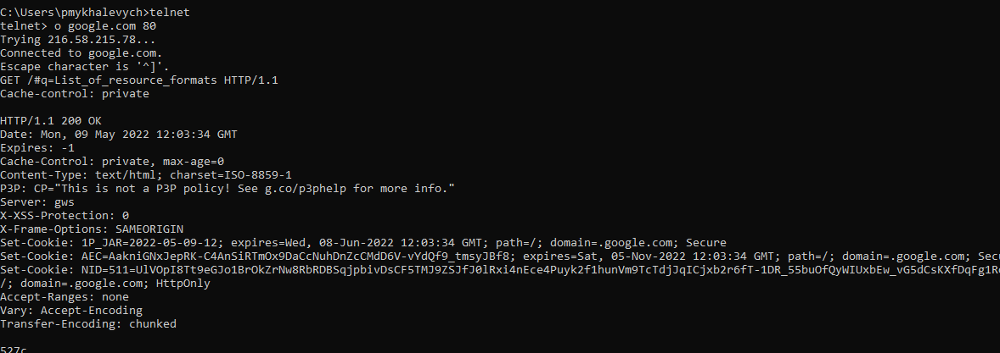 C:\Users\pmykhalevych>telnet
telnet> o google.com 80
Trying 216.58.215.78...
Connected to google.com.
Escape character is '^]'.
GET /#q=List_of_resource_formats HTTP/1.1
Cache-control: private
HTTP/1.1 200 OK
Date: Mon, 09 May 2022 12:03:34 GMT
Expires: -1
Cache-Control: private, max-age=0
Content-Type: text/html; charset=ISO-8859-1
P3P: CP="This is not a P3P policy! See g.co/p3phelp for more info."
Server: gws
X-XSS-Protection: 0
X-Frame-Options: SAMEORIGIN
Set-Cookie: 1P_JAR=2022-05-09-12; expires=Wed, 08-Jun-2022 12:03:34 GMT; path=/; domain=.google.com; Secure
Set-Cookie: AEC=AakniGNxJepRK-C4AnSiRTmOx9DaCcNuhDnZcCMdD6V-vYdQf9_tmsyJBf8; expires=Sat, 05-Nov-2022 12:03:34 GMT; path=/; domain=.google.com; Secu
Set-Cookie: NID=511=UlVOpI8Tt9eGJo1BrOkZrNw8RbRDBSqjpbivDsCF5TMJ9ZSJfJ0lRxi4nEce4Puyk2f1hunVm9TcTdjJqICjxb2r6fT-1DR_55buOfQyWIUxbEw_vG5dCsKXfDqFg1R
/; domain=.google.com; HttpOnly
Accept-Ranges: none
Vary: Accept-Encoding
Transfer-Encoding: chunked
527c